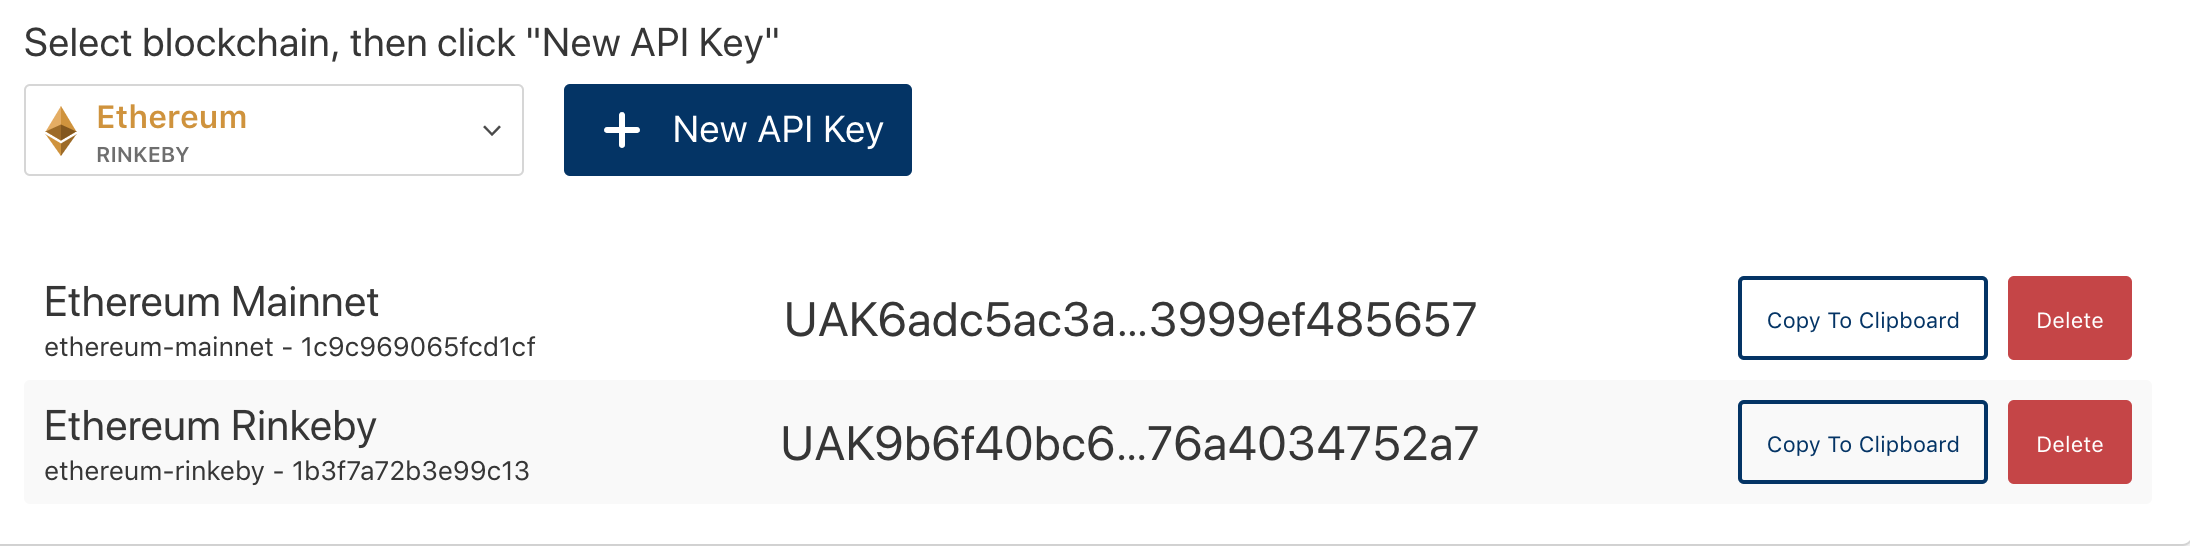 Select blockchain, then click "New API Key"
Ethereum
RINKEBY
New API Key
Ethereum Mainnet
ethereum-mainnet - 1c9c969065fcd1cf
UAK6adc5ac3a...3999ef485657
Copy To Clipboard
Delete
Ethereum Rinkeby
ethereum-rinkeby - 1b3f7a72b3e99c13
UAK9b6f40bc6...76a4034752a7
Copy To Clipboard
Delete